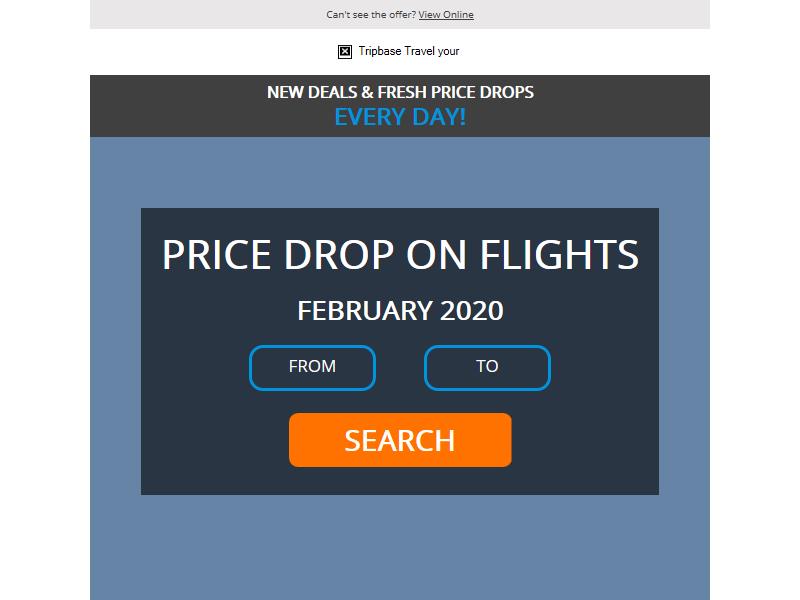 Can't see the offer? View Online
Tripbase Travel your
NEW DEALS & FRESH PRICE DROPS
EVERY DAY!
PRICE DROP ON FLIGHTS
FEBRUARY 2020
FROM TO
SEARCH